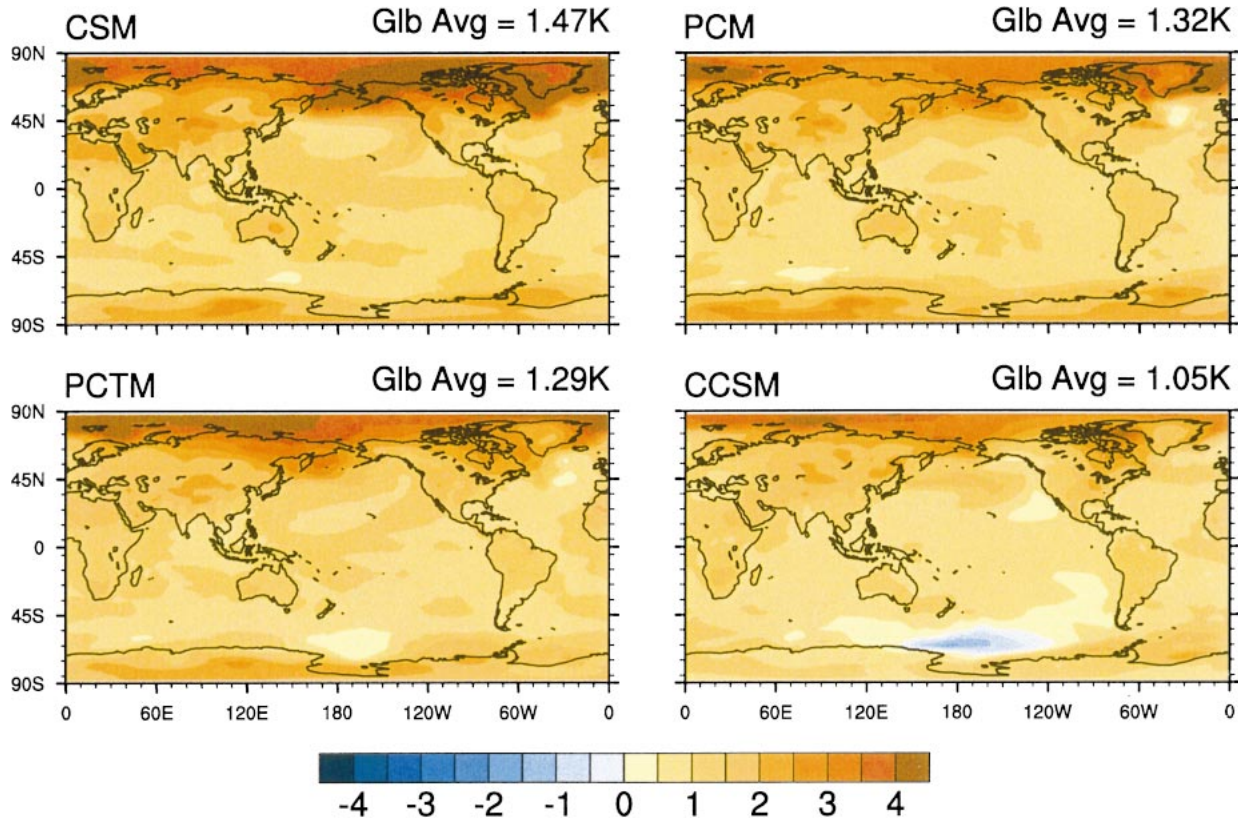 CSM Glb Avg = 1.47K
PCM Glb Avg = 1.32K
90N
45N
0
45S
90S
PCTM Glb Avg = 1.29K
CCSM Glb Avg = 1.05K
90N
45N
0
45S
90S
0 60E 120E 180 120W 60W 0
0 60E 120E 180 120W 60W 0
-4 -3 -2 -1 0 1 2 3 4